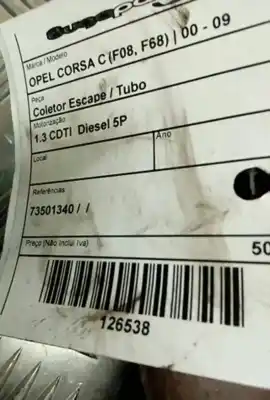 Marca / Modelo
OPEL CORSA C (F08, F68) | 00 - 09
Peça
Coletor Escape / Tubo
Motorização
1.3 CDTI Diesel 5P
Local
Ano
Referências
73501340 / /
Preço (Não Inclui Iva)
50
126538